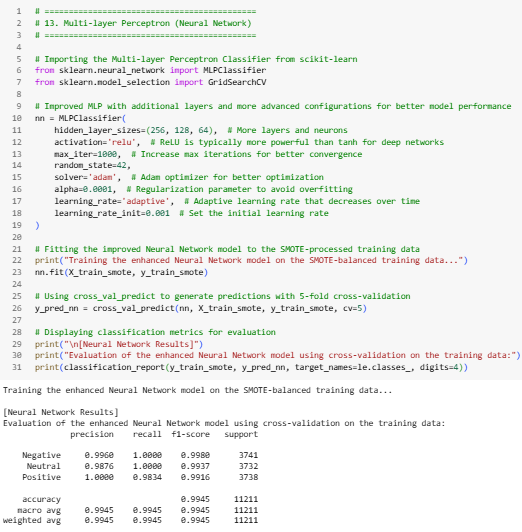 1 # ============================================
2 # 13. Multi-layer Perceptron (Neural Network)
3 # ============================================
4
5 # Importing the Multi-layer Perceptron Classifier from scikit-learn
6 from sklearn.neural_network import MLPClassifier
7 from sklearn.model_selection import GridSearchCV
8
9 # Improved MLP with additional layers and more advanced configurations for better model performance
10 nn = MLPClassifier(
11     hidden_layer_sizes=(256, 128, 64),  # More layers and neurons
12     activation='relu',  # ReLU is typically more powerful than tanh for deep networks
13     max_iter=1000,  # Increase max iterations for better convergence
14     random_state=42,
15     solver='adam',  # Adam optimizer for better optimization
16     alpha=0.0001,  # Regularization parameter to avoid overfitting
17     learning_rate='adaptive',  # Adaptive learning rate that decreases over time
18     learning_rate_init=0.001  # Set the initial learning rate
19 )
20
21 # Fitting the improved Neural Network model to the SMOTE-processed training data
22 print("Training the enhanced Neural Network model on the SMOTE-balanced training data...")
23 nn.fit(X_train_smote, y_train_smote)
24
25 # Using cross_val_predict to generate predictions with 5-fold cross-validation
26 y_pred_nn = cross_val_predict(nn, X_train_smote, y_train_smote, cv=5)
27
28 # Displaying classification metrics for evaluation
29 print("\n[Neural Network Results]")
30 print("Evaluation of the enhanced Neural Network model using cross-validation on the training data:")
31 print(classification_report(y_train_smote, y_pred_nn, target_names=le.classes_, digits=4))
Training the enhanced Neural Network model on the SMOTE-balanced training data...
[Neural Network Results]
Evaluation of the enhanced Neural Network model using cross-validation on the training data:
precision recall f1-score support
Negative 0.9960 1.0000 0.9980 3741
Neutral 0.9876 1.0000 0.9937 3732
Positive 1.0000 0.9834 0.9916 3738
accuracy 0.9945 11211
macro avg 0.9945 0.9945 0.9945 11211
weighted avg 0.9945 0.9945 0.9945 11211